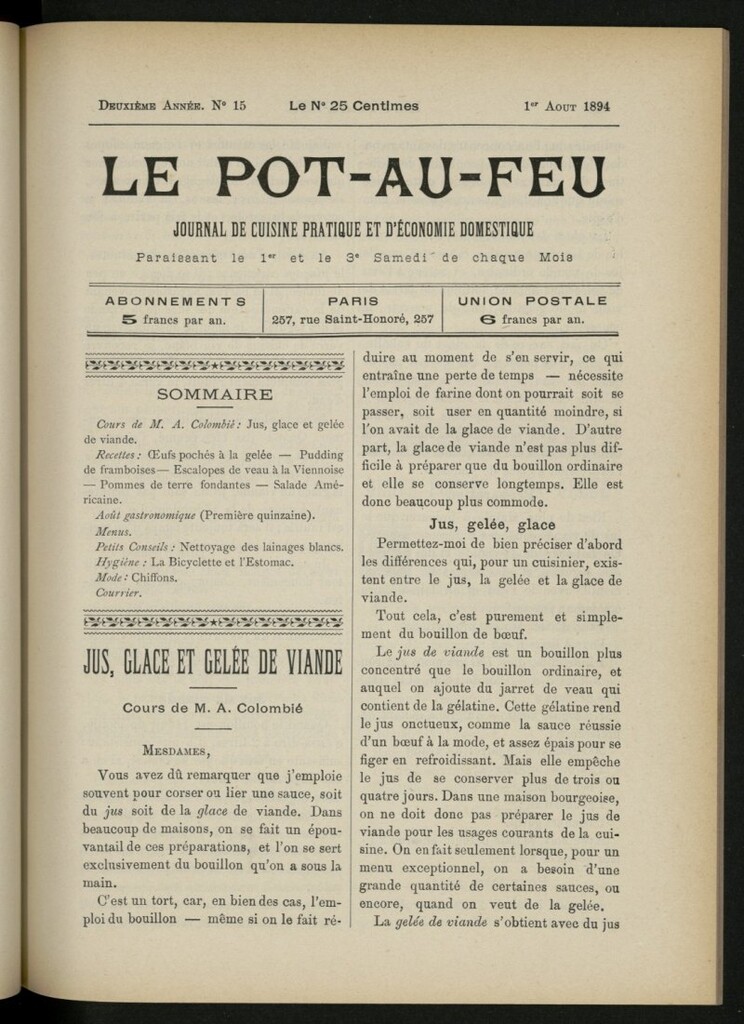 Deuxième Année. N° 15 Le N° 25 Centimes 1er Aout 1894
LE POT-AU-FEU
JOURNAL DE CUISINE PRATIQUE ET D'ÉCONOMIE DOMESTIQUE
Paraissant le 1er et le 3e Samedi de chaque Mois
ABONNEMENTS
5 francs par an.
PARIS
257, rue Saint-Honoré, 257
UNION POSTALE
6 francs par an.
SOMMAIRE
Cours de M. A. Colombié : Jus, glace et gelée
de viande.
Recettes : Œufs pochés à la gelée — Pudding
de framboises — Escalopes de veau à la Viennoise
— Pommes de terre fondantes — Salade Amé-
ricaine.
Août gastronomique (Première quinzaine).
Menus.
Petits Conseils : Nettoyage des lainages blancs.
Hygiène : La Bicyclette et l'Estomac.
Mode : Chiffons.
Courrier.
JUS, GLACE ET GELÉE DE VIANDE
Cours de M. A. Colombié
Mesdames,
Vous avez dû remarquer que j'emploie
souvent pour corser ou lier une sauce, soit
du jus soit de la glace de viande. Dans
beaucoup de maisons, on se fait un épou-
vantail de ces préparations, et l'on se sert
exclusivement du bouillon qu'on a sous la
main.
C'est un tort, car, en bien des cas, l'em-
ploi du bouillon — même si on le fait ré-
duire au moment de s'en servir, ce qui
entraîne une perte de temps — nécessite
l'emploi de farine dont on pourrait soit se
passer, soit user en quantité moindre, si
l'on avait de la glace de viande. D'autre
part, la glace de viande n'est pas plus dif-
ficile à préparer que du bouillon ordinaire
et elle se conserve longtemps. Elle est
donc beaucoup plus commode.
Jus, gelée, glace
Permettez-moi de bien préciser d'abord
les différences qui, pour un cuisinier, exis-
tent entre le jus, la gelée et la glace de
viande.
Tout cela, c'est purement et simple-
ment du bouillon de bœuf.
Le jus de viande est un bouillon plus
concentré que le bouillon ordinaire, et
auquel on ajoute du jarret de veau qui
contient de la gélatine. Cette gélatine rend
le jus onctueux, comme la sauce réussie
d'un bœuf à la mode, et assez épais pour se
figer en refroidissant. Mais elle empêche
le jus de se conserver plus de trois ou
quatre jours. Dans une maison bourgeoise,
on ne doit donc pas préparer le jus de
viande pour les usages courants de la cui-
sine. On en fait seulement lorsque, pour un
menu exceptionnel, on a besoin d'une
grande quantité de certaines sauces, ou
encore, quand on veut de la gelée.
La gelée de viande s'obtient avec du jus